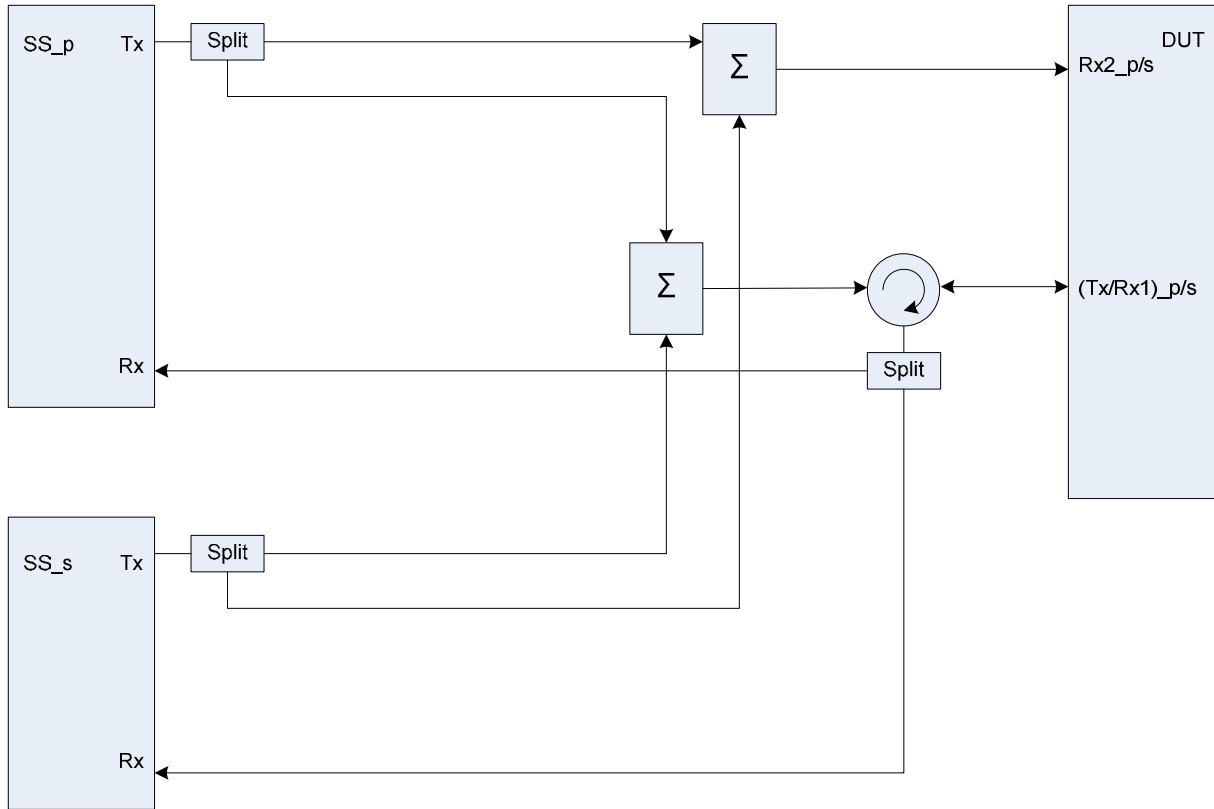 SS_p
Tx
Split
Σ
DUT
Rx2_p/s
Σ
(Tx/Rx1)_p/s
Rx
Split
SS_s
Tx
Split
Rx